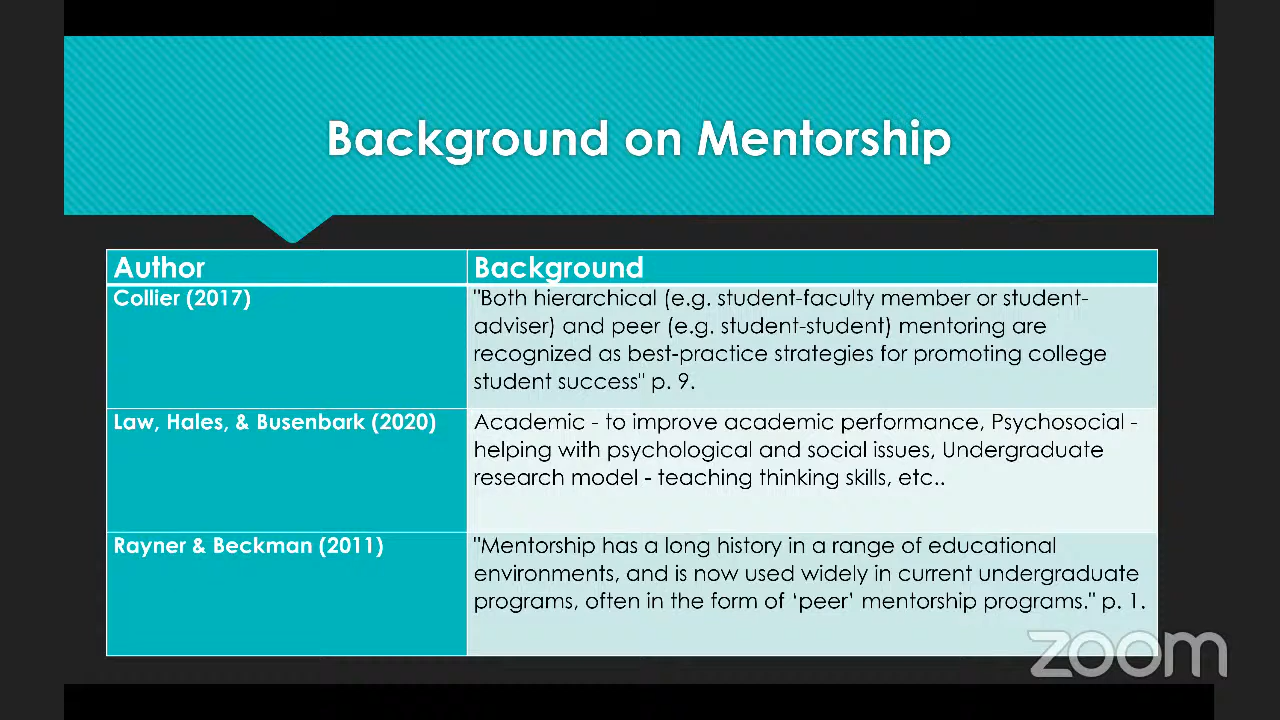 Background on Mentorship
Author
Background
Collier (2017)
"Both hierarchical (e.g. student-faculty member or student-
adviser) and peer (e.g. student-student) mentoring are
recognized as best-practice strategies for promoting college
student success" p. 9.
Law, Hales, & Busenbark (2020)
Academic - to improve academic performance, Psychosocial -
helping with psychological and social issues, Undergraduate
research model - teaching thinking skills, etc..
Rayner & Beckman (2011)
"Mentorship has a long history in a range of educational
environments, and is now used widely in current undergraduate
programs, often in the form of ‘peer’ mentorship programs." p. 1.
zoom